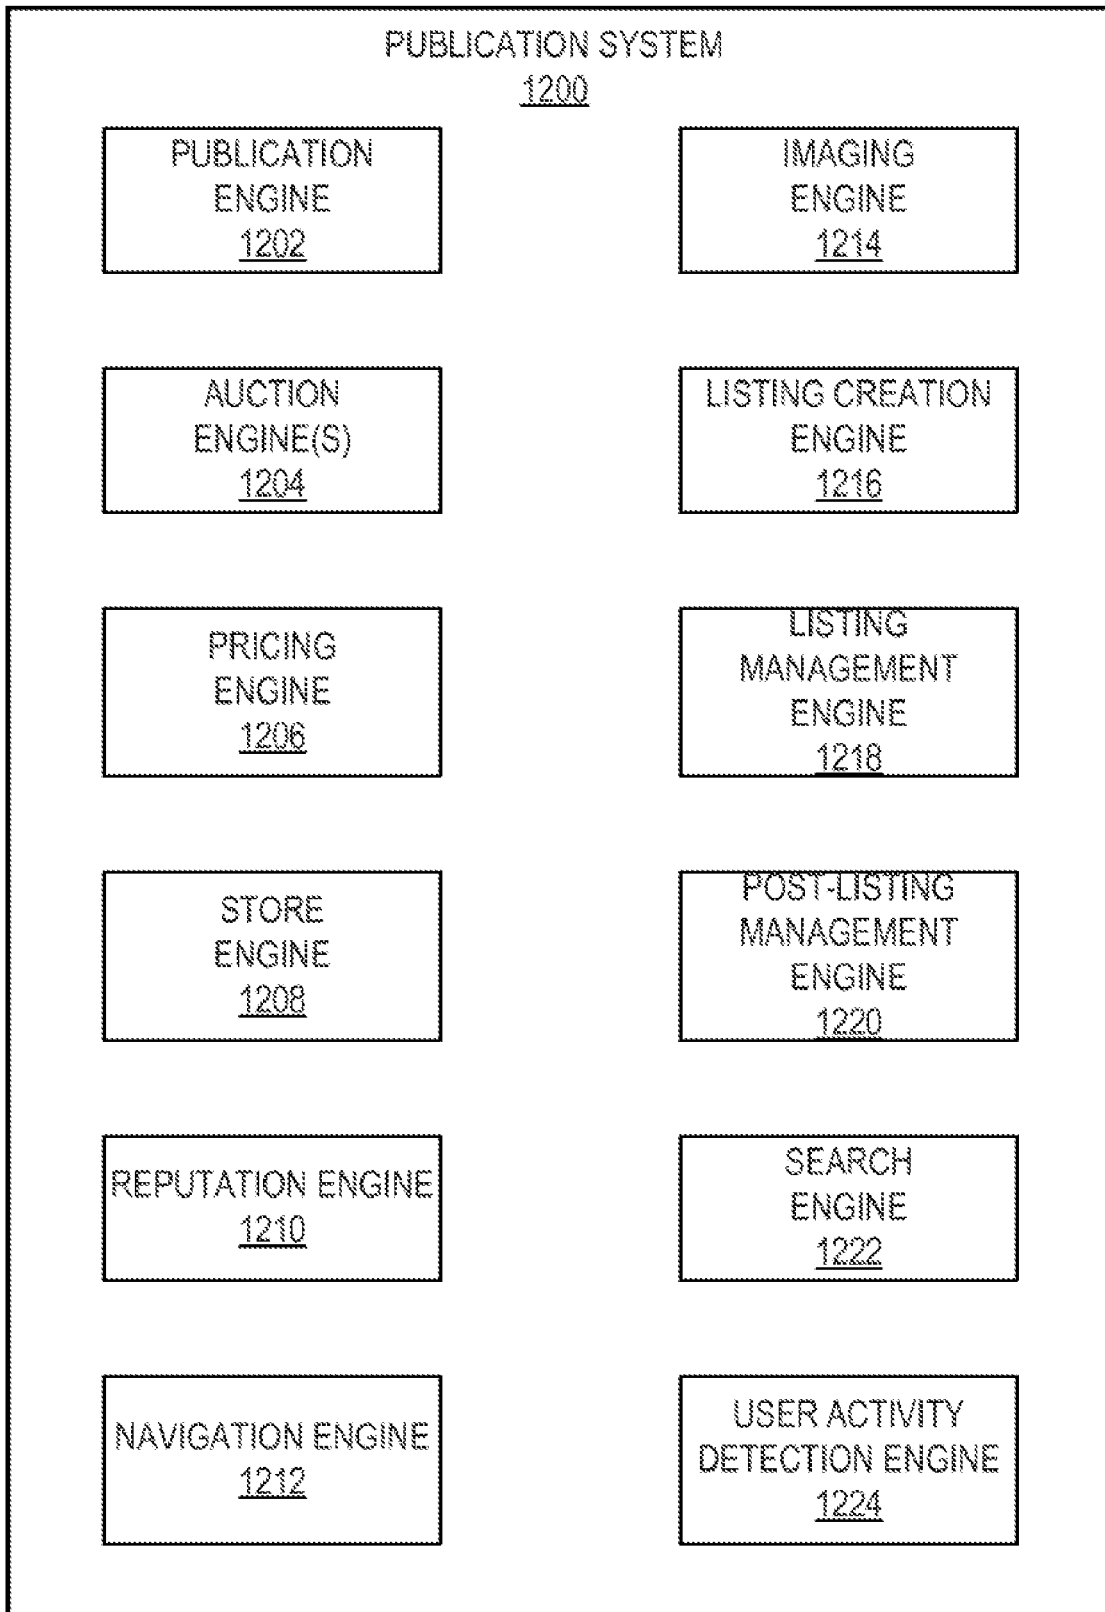 PUBLICATION SYSTEM
1200
PUBLICATION
ENGINE
1202
IMAGING
ENGINE
1214
AUCTION
ENGINE(S)
1204
LISTING CREATION
ENGINE
1216
PRICING
ENGINE
1206
LISTING
MANAGEMENT
ENGINE
1218
STORE
ENGINE
1208
POST-LISTING
MANAGEMENT
ENGINE
1220
REPUTATION ENGINE
1210
SEARCH
ENGINE
1222
NAVIGATION ENGINE
1212
USER ACTIVITY
DETECTION ENGINE
1224